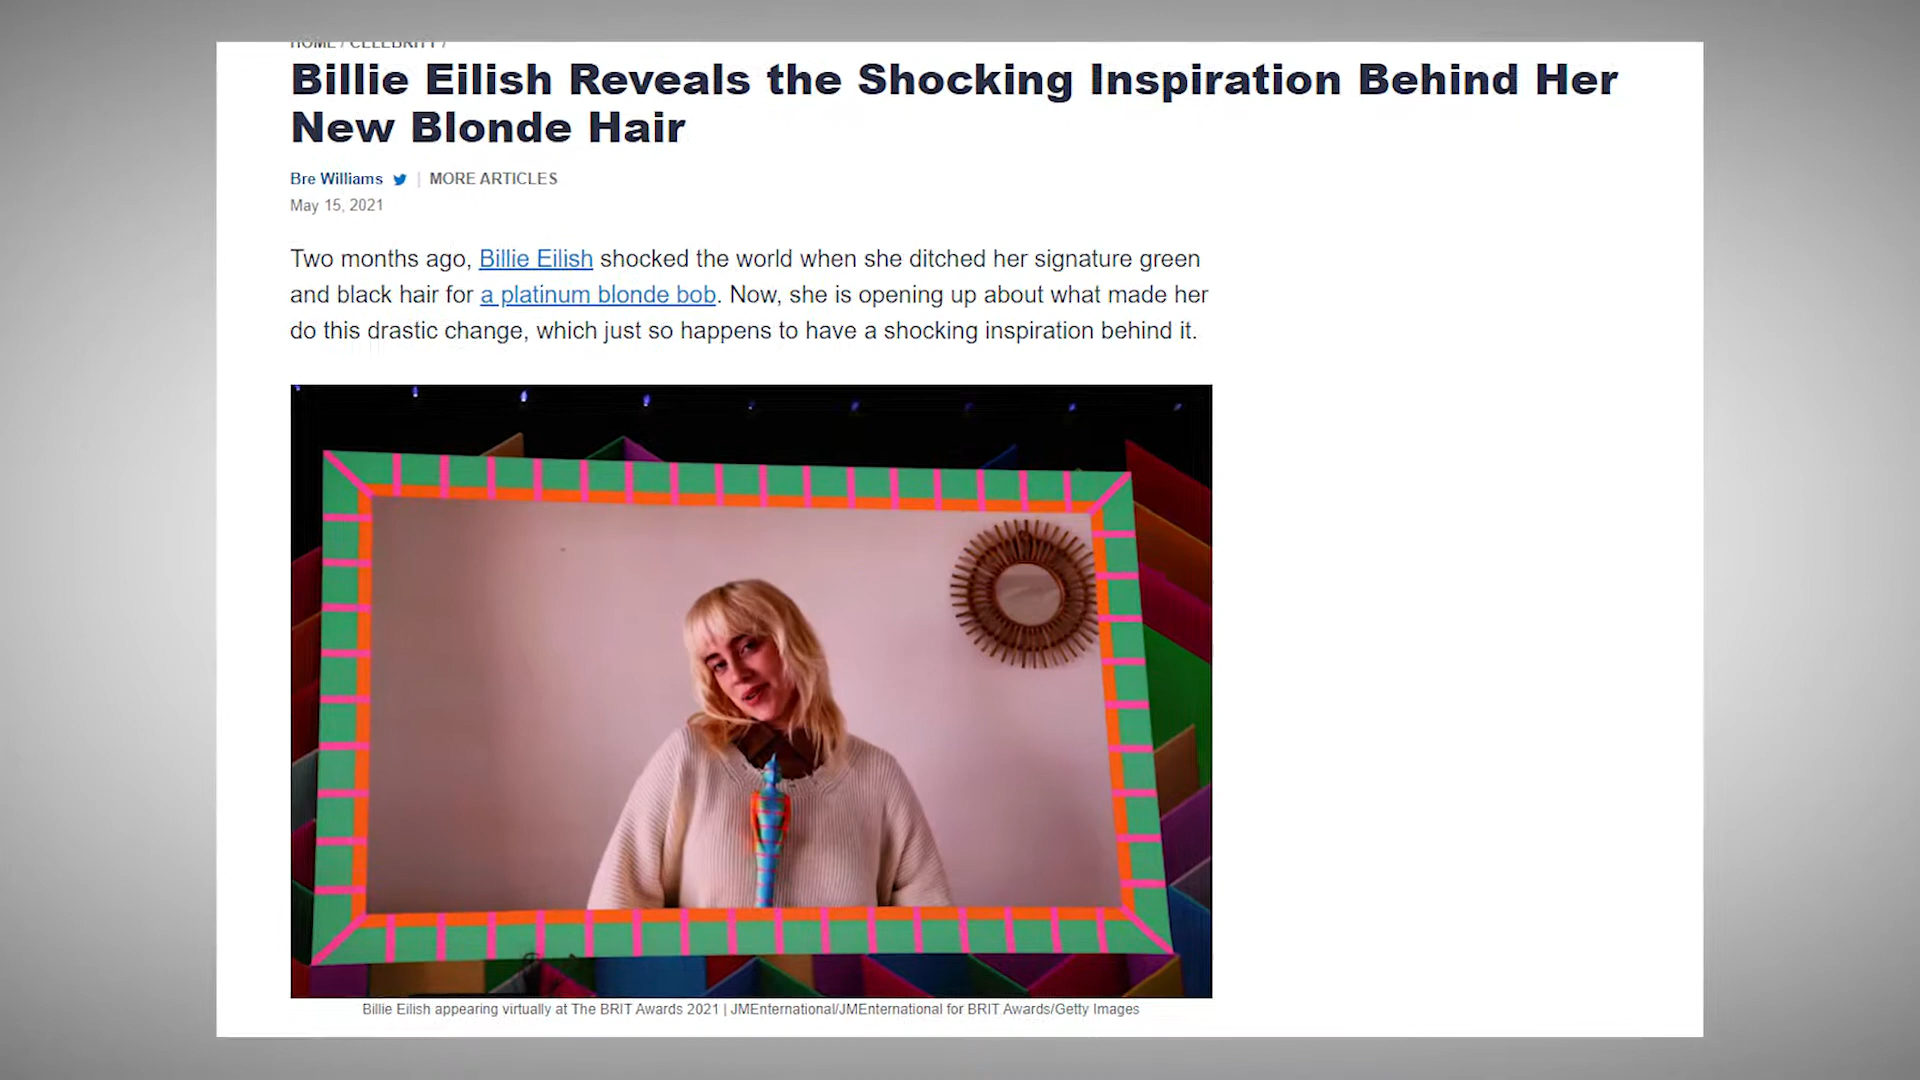 HOME / CELEBRITY /
Billie Eilish Reveals the Shocking Inspiration Behind Her
New Blonde Hair
Bre Williams | MORE ARTICLES
May 15, 2021
Two months ago, Billie Eilish shocked the world when she ditched her signature green
and black hair for a platinum blonde bob. Now, she is opening up about what made her
do this drastic change, which just so happens to have a shocking inspiration behind it.
Billie Eilish appearing virtually at The BRIT Awards 2021 | JMEnternational/JMEnternational for BRIT Awards/Getty Images